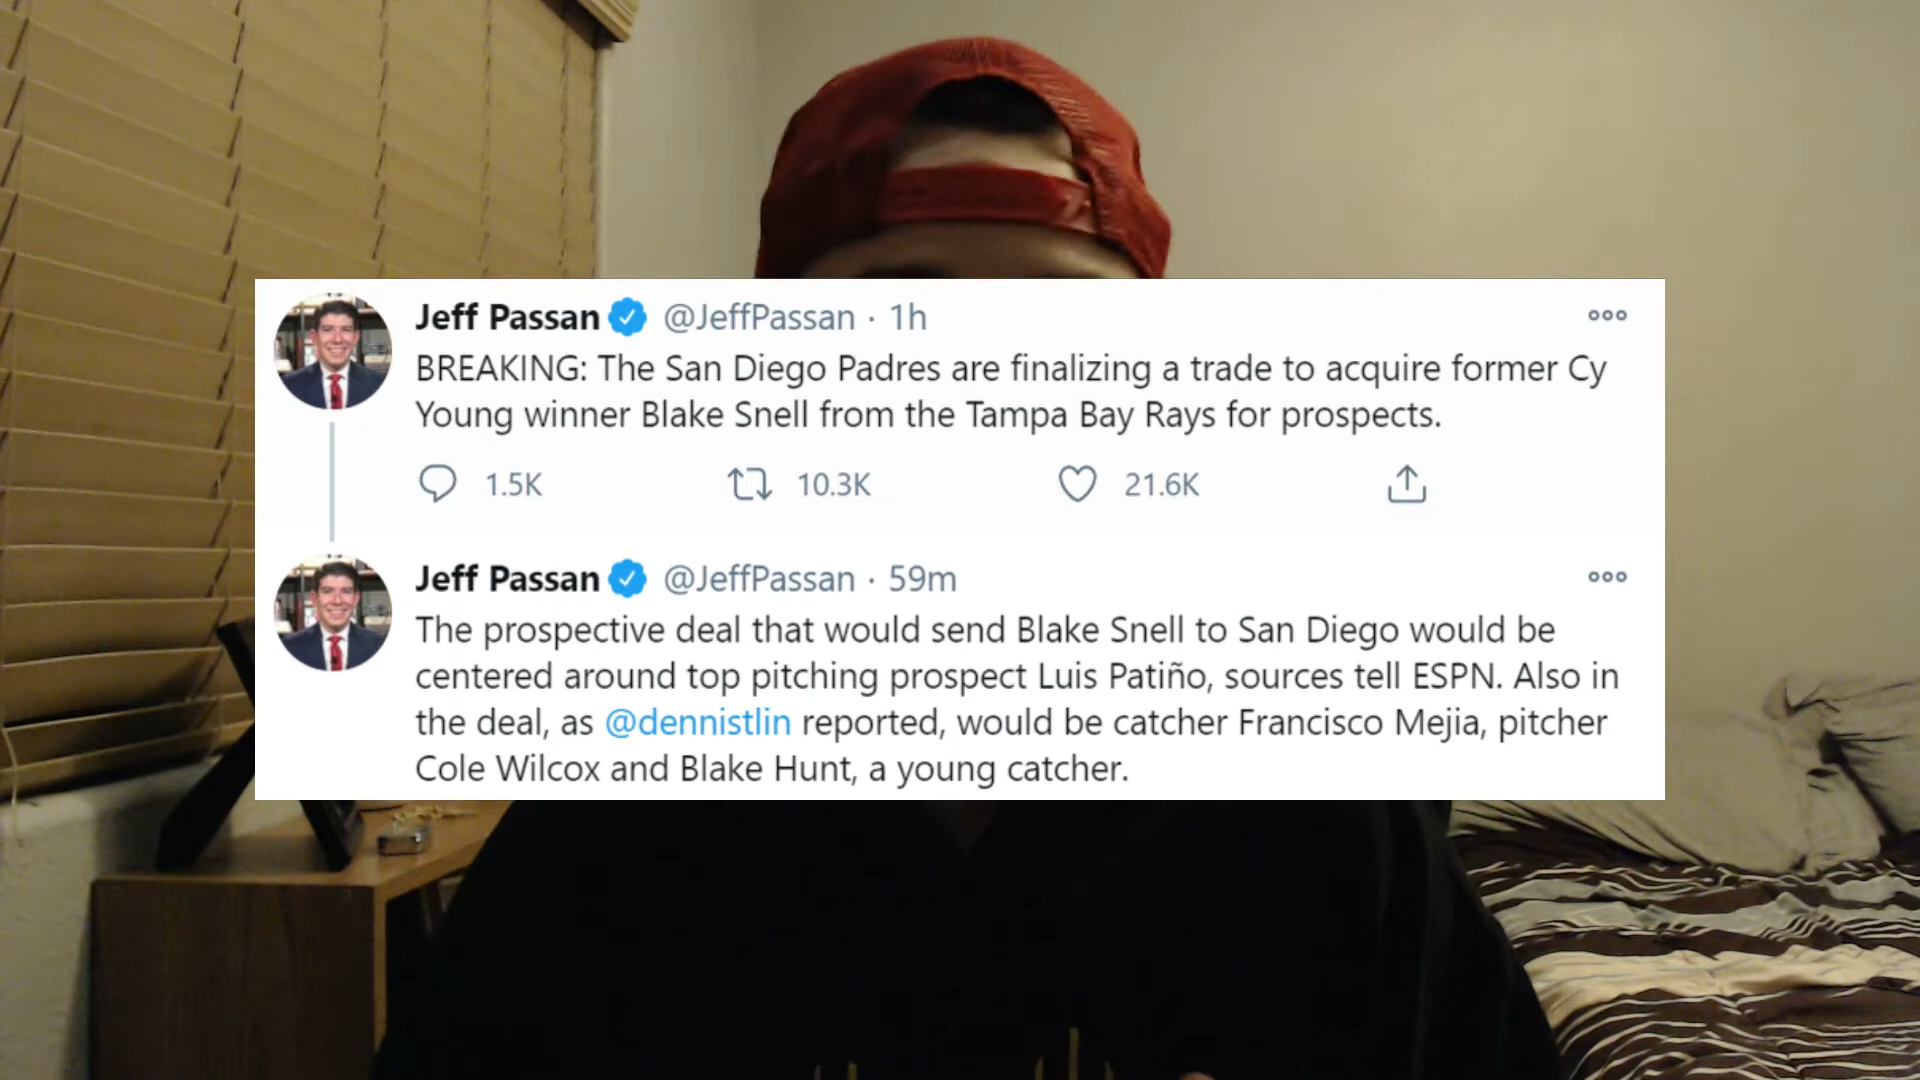 Jeff Passan @JeffPassan · 1h
BREAKING: The San Diego Padres are finalizing a trade to acquire former Cy
Young winner Blake Snell from the Tampa Bay Rays for prospects.
1.5K 10.3K 21.6K
Jeff Passan @JeffPassan · 59m
The prospective deal that would send Blake Snell to San Diego would be
centered around top pitching prospect Luis Patiño, sources tell ESPN. Also in
the deal, as @dennistlin reported, would be catcher Francisco Mejia, pitcher
Cole Wilcox and Blake Hunt, a young catcher.